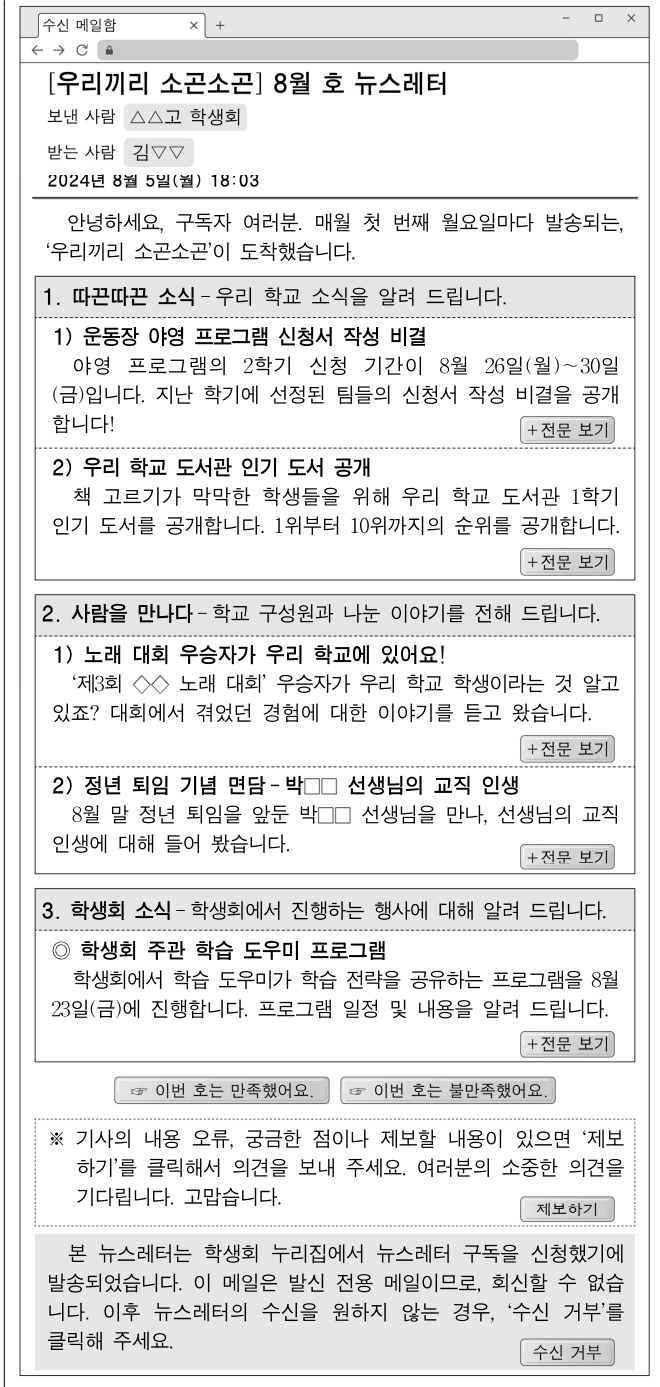 수신 메일함 × +
[우리끼리 소곤소곤] 8월 호 뉴스레터
보낸 사람 △△고 학생회
받는 사람 김▽▽
2024년 8월 5일(월) 18:03
안녕하세요, 구독자 여러분. 매월 첫 번째 월요일마다 발송되는,
‘우리끼리 소곤소곤’이 도착했습니다.
1. 따끈따끈 소식 – 우리 학교 소식을 알려 드립니다.
1) 운동장 야영 프로그램 신청서 작성 비결
야영 프로그램의 2학기 신청 기간이 8월 26일(월)～30일
(금)입니다. 지난 학기에 선정된 팀들의 신청서 작성 비결을 공개
합니다!
+전문 보기
2) 우리 학교 도서관 인기 도서 공개
책 고르기가 막막한 학생들을 위해 우리 학교 도서관 1학기
인기 도서를 공개합니다. 1위부터 10위까지의 순위를 공개합니다.
+전문 보기
2. 사람을 만나다 – 학교 구성원과 나눈 이야기를 전해 드립니다.
1) 노래 대회 우승자가 우리 학교에 있어요!
‘제3회 ◇◇ 노래 대회’ 우승자가 우리 학교 학생이라는 것 알고
있죠? 대회에서 겪었던 경험에 대한 이야기를 듣고 왔습니다.
+전문 보기
2) 정년 퇴임 기념 면담 – 박□□ 선생님의 교직 인생
8월 말 정년 퇴임을 앞둔 박□□ 선생님을 만나, 선생님의 교직
인생에 대해 들어 봤습니다.
+전문 보기
3. 학생회 소식 – 학생회에서 진행하는 행사에 대해 알려 드립니다.
◎ 학생회 주관 학습 도우미 프로그램
학생회에서 학습 도우미가 학습 전략을 공유하는 프로그램을 8월
23일(금)에 진행합니다. 프로그램 일정 및 내용을 알려 드립니다.
+전문 보기
☞ 이번 호는 만족했어요. ☞ 이번 호는 불만족했어요.
※ 기사의 내용 오류, 궁금한 점이나 제보할 내용이 있으면 ‘제보
하기’를 클릭해서 의견을 보내 주세요. 여러분의 소중한 의견을
기다립니다. 고맙습니다.
제보하기
본 뉴스레터는 학생회 누리집에서 뉴스레터 구독을 신청했기에
발송되었습니다. 이 메일은 발신 전용 메일이므로, 회신할 수 없습
니다. 이후 뉴스레터의 수신을 원하지 않는 경우, ‘수신 거부’를
클릭해 주세요.
수신 거부